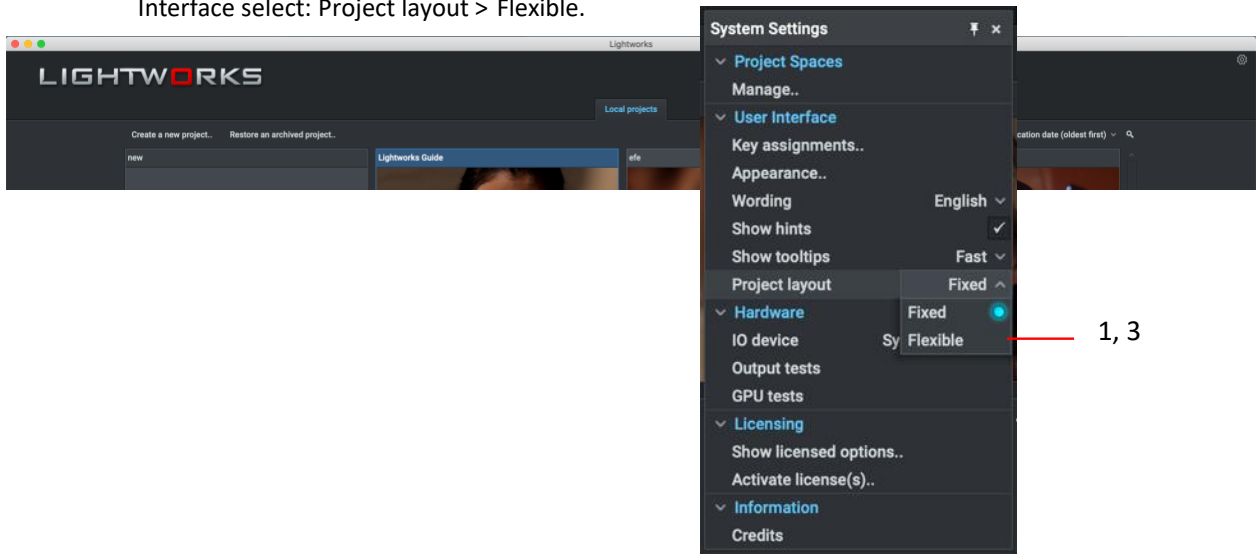 Interface select: Project layout > Flexible.
Lightworks
LIGHTWORKS
Local projects
Create a new project.. Restore an archived project..
cation date (oldest first)
new
Lightworks Guide
efe
System Settings
Project Spaces
Manage..
User Interface
Key assignments..
Appearance..
Wording English
Show hints
Show tooltips Fast
Project layout Fixed
Hardware Fixed
IO device Sy Flexible
Output tests
GPU tests
Licensing
Show licensed options..
Activate license(s)..
Information
Credits
1, 3